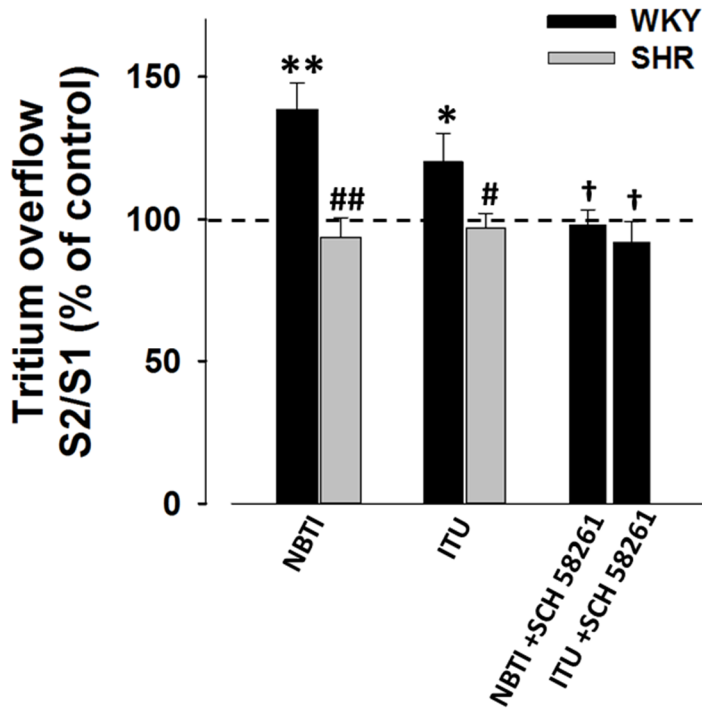 WKY
SHR
Tritium overflow
S2/S1 (% of control)
150
100
50
0
**
##
*
#
†
†
NBTI
ITU
NBTI +SCH 58261
ITU +SCH 58261